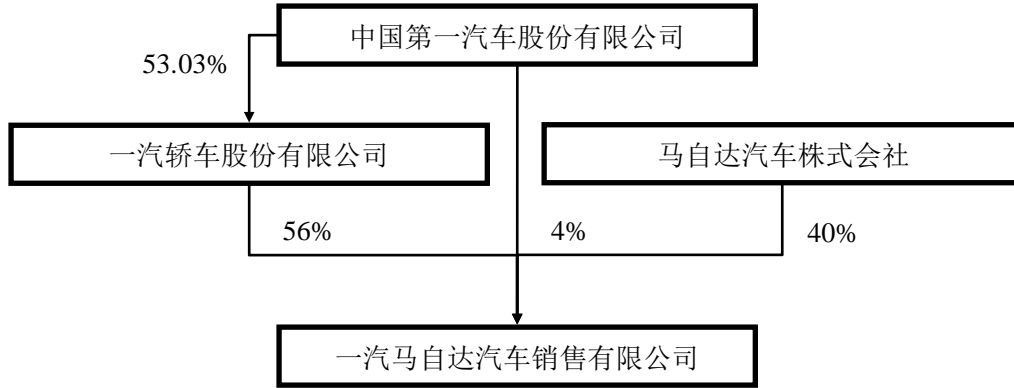 中国第一汽车股份有限公司
53.03%
一汽轿车股份有限公司
马自达汽车株式会社
56%
4%
40%
一汽马自达汽车销售有限公司